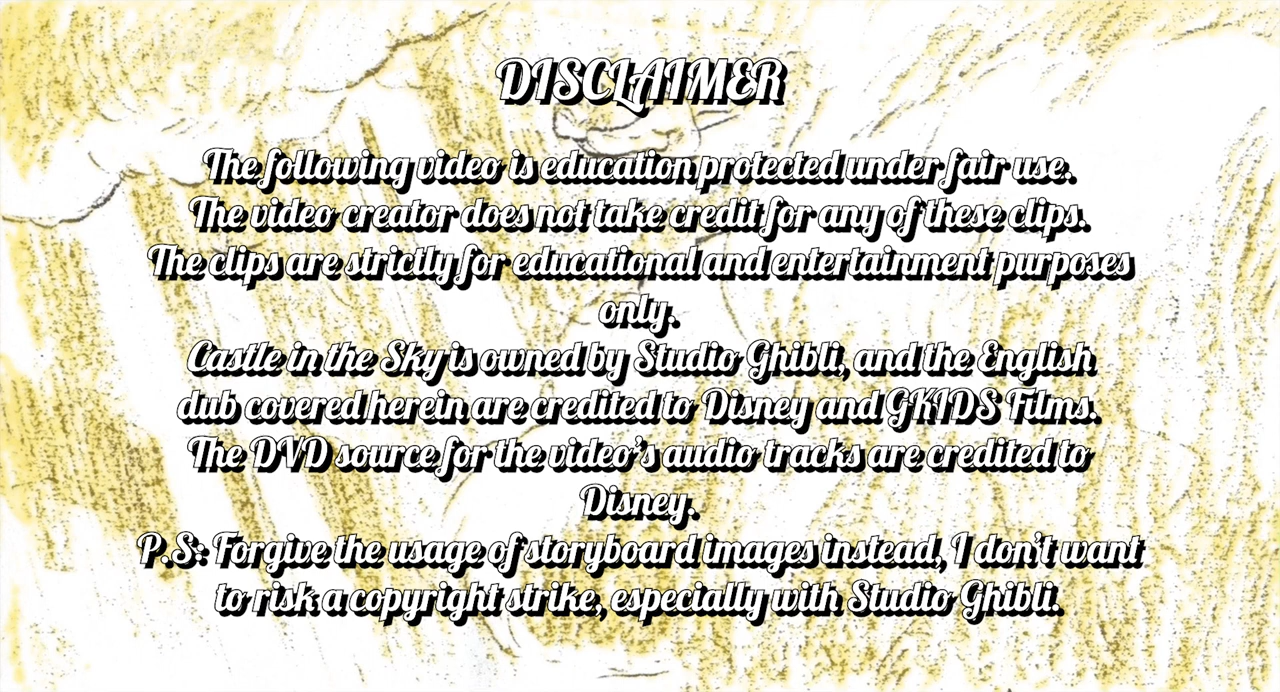 DISCLAIMER
The following video is education protected under fair use.
The video creator does not take credit for any of these clips.
The clips are strictly for educational and entertainment purposes
only.
Castle in the Sky is owned by Studio Ghibli, and the English
dub covered herein are credited to Disney and GKIDS Films.
The DVD source for the video's audio tracks are credited to
Disney.
P.S: Forgive the usage of storyboard images instead, I don't want
to risk a copyright strike, especially with Studio Ghibli.